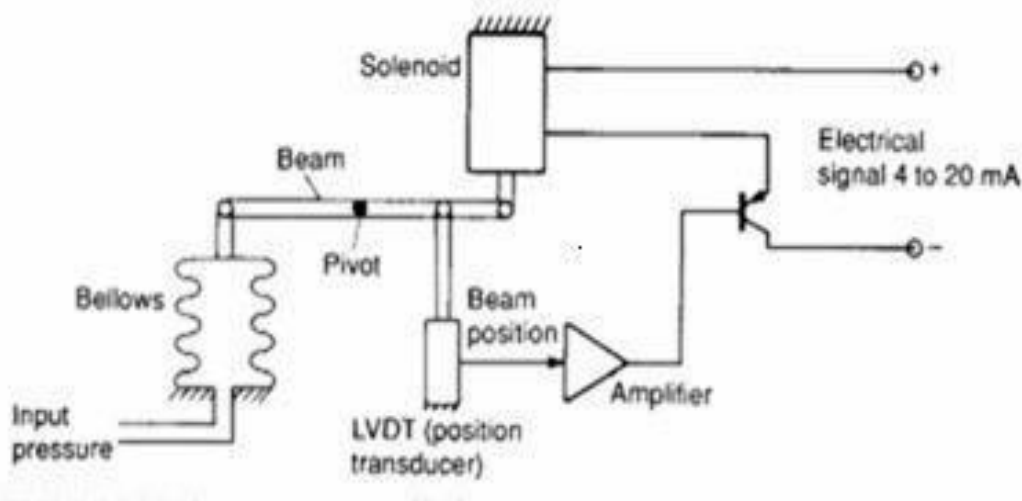 Solenoid
+
Electrical
signal 4 to 20 mA
Beam
Pivot
-
Bellows
Beam
position
Amplifier
Input
pressure
LVDT (position
transducer)